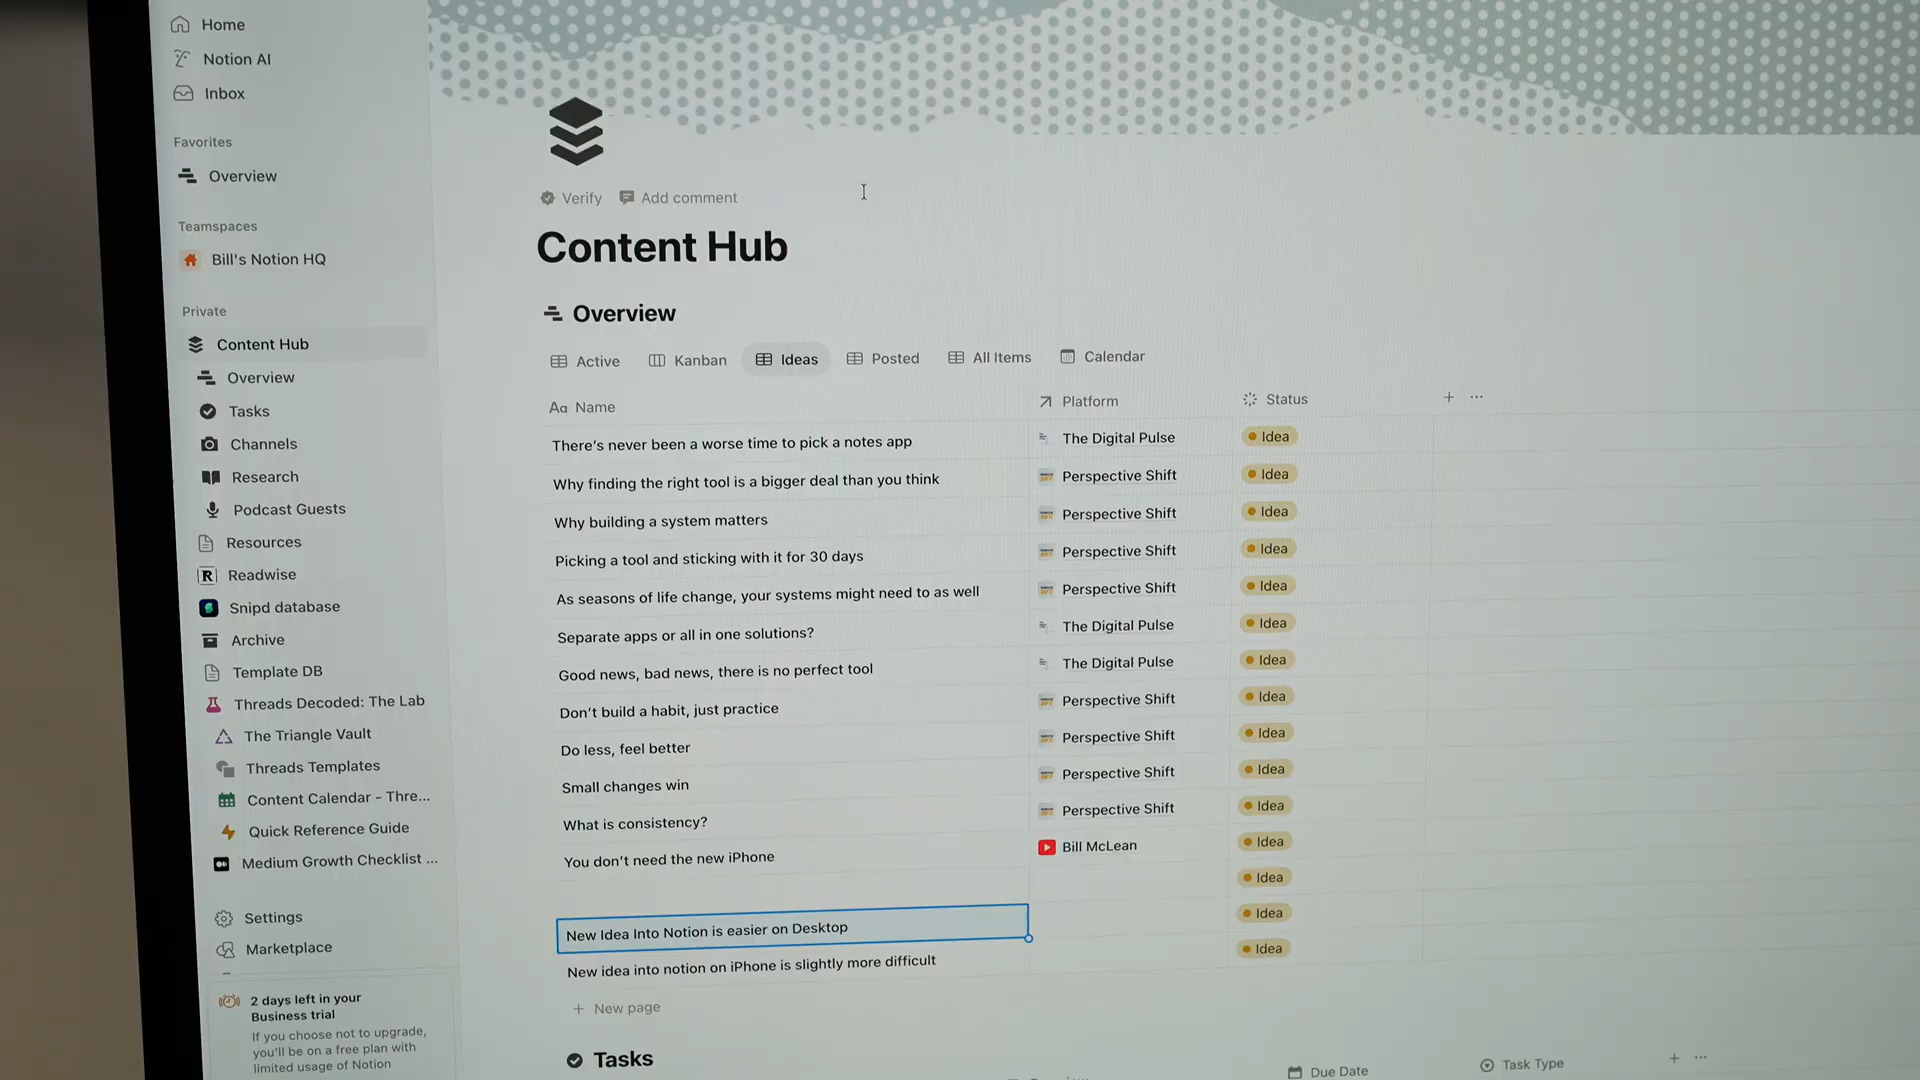 Home
Notion AI
Inbox
Favorites
Overview
Teamspaces
Bill's Notion HQ
Private
Content Hub
Overview
Tasks
Channels
Research
Podcast Guests
Resources
Readwise
Snipd database
Archive
Template DB
Threads Decoded: The Lab
The Triangle Vault
Threads Templates
Content Calendar - Thre...
Quick Reference Guide
Medium Growth Checklist ...
Settings
Marketplace
2 days left in your
Business trial
If you choose not to upgrade,
you'll be on a free plan with
limited usage of Notion
Verify Add comment
Content Hub
Overview
Active Kanban Ideas Posted All Items Calendar
Aa Name Platform Status
There's never been a worse time to pick a notes app The Digital Pulse Idea
Why finding the right tool is a bigger deal than you think Perspective Shift Idea
Why building a system matters Perspective Shift Idea
Picking a tool and sticking with it for 30 days Perspective Shift Idea
As seasons of life change, your systems might need to as well Perspective Shift Idea
Separate apps or all in one solutions? The Digital Pulse Idea
Good news, bad news, there is no perfect tool The Digital Pulse Idea
Don't build a habit, just practice Perspective Shift Idea
Do less, feel better Perspective Shift Idea
Small changes win Perspective Shift Idea
What is consistency? Perspective Shift Idea
You don't need the new iPhone Bill McLean Idea
Idea
New Idea Into Notion is easier on Desktop Idea
New idea into notion on iPhone is slightly more difficult Idea
New page
Tasks
Due Date Task Type